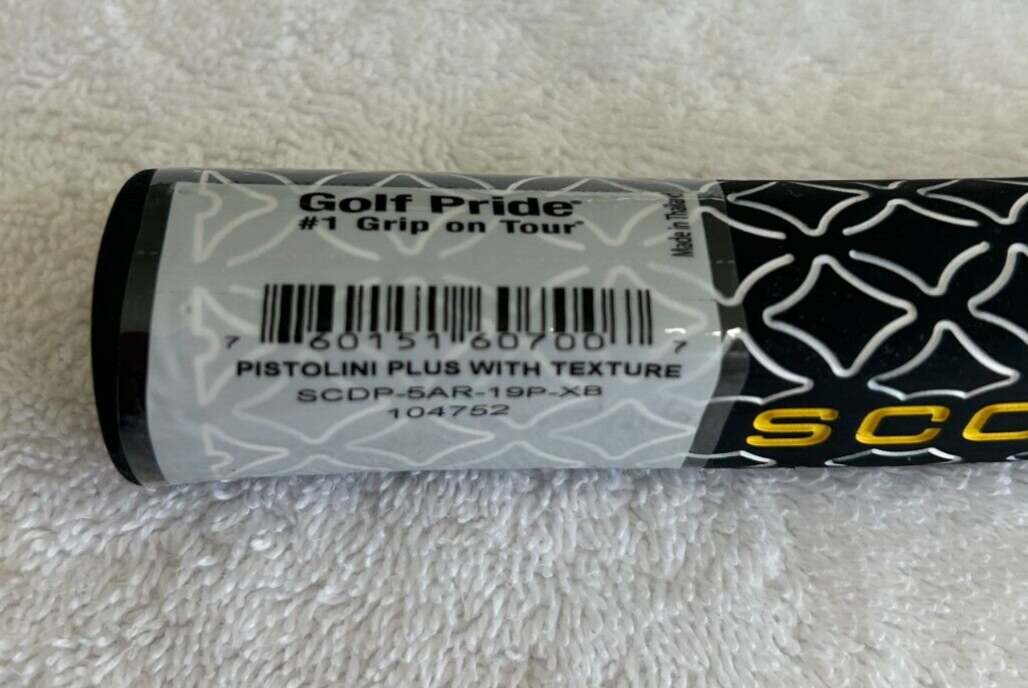 Golf Pride
#1 Grip on Tour
Made in Thailand
7 60151 60700 7
PISTOLINI PLUS WITH TEXTURE
SCDP-5AR-19P-XB
104752
SCO